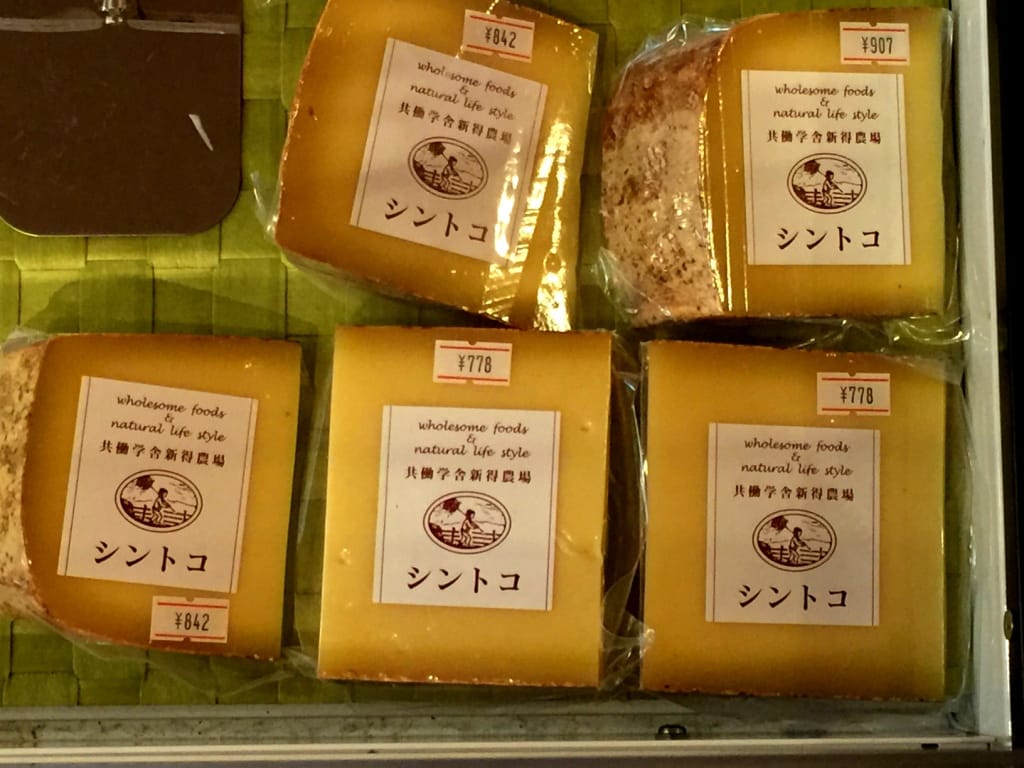 ¥842
wholesome foods
&
natural life style
共働学舎新得農場
シントコ
¥907
wholesome foods
&
natural life style
共働学舎新得農場
シントコ
wholesome foods
&
natural life style
共働学舎新得農場
シントコ
¥842
¥778
wholesome foods
&
natural life style
共働学舎新得農場
シントコ
¥778
wholesome foods
&
natural life style
共働学舎新得農場
シントコ